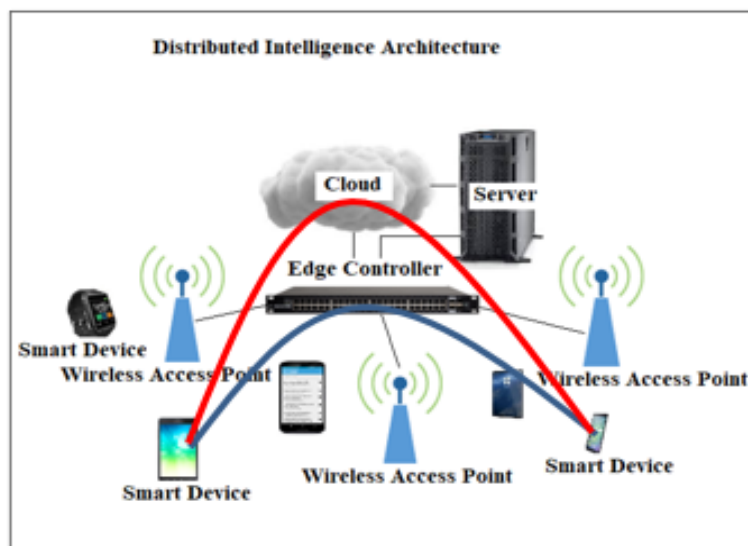 Distributed Intelligence Architecture
Cloud
Server
Edge Controller
Smart Device
Wireless Access Point
Wireless Access Point
Wireless Access Point
Smart Device
Smart Device